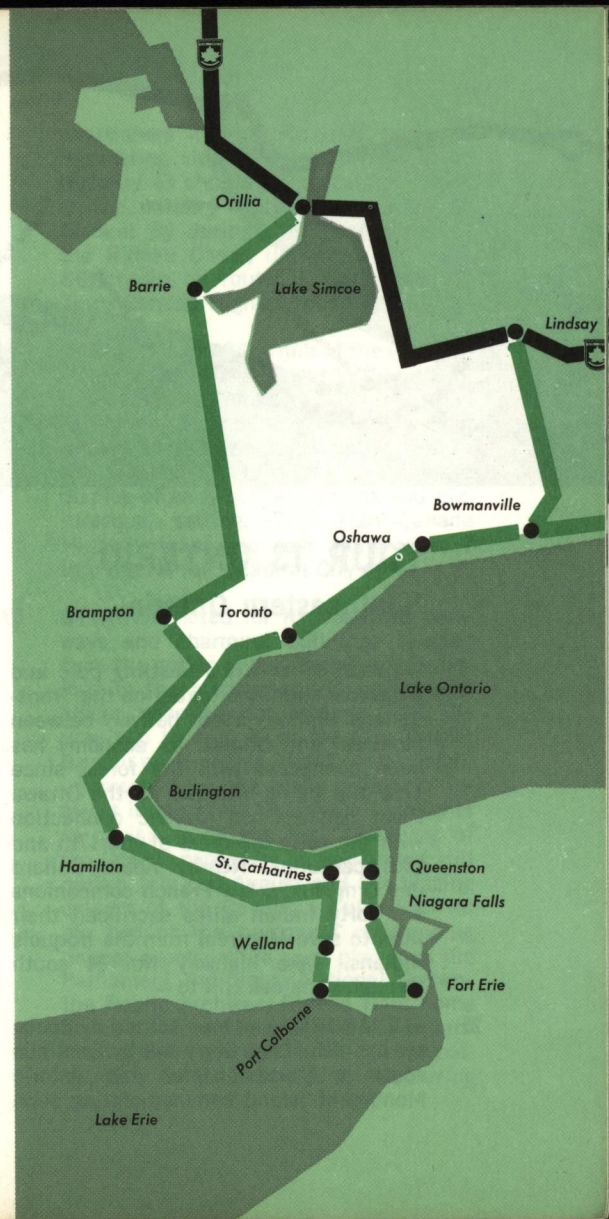 Orillia
Barrie
Lake Simcoe
Lindsay
Bowmanville
Oshawa
Brampton
Toronto
Lake Ontario
Burlington
Hamilton
St. Catharines
Queenston
Niagara Falls
Welland
Fort Erie
Port Colborne
Lake Erie